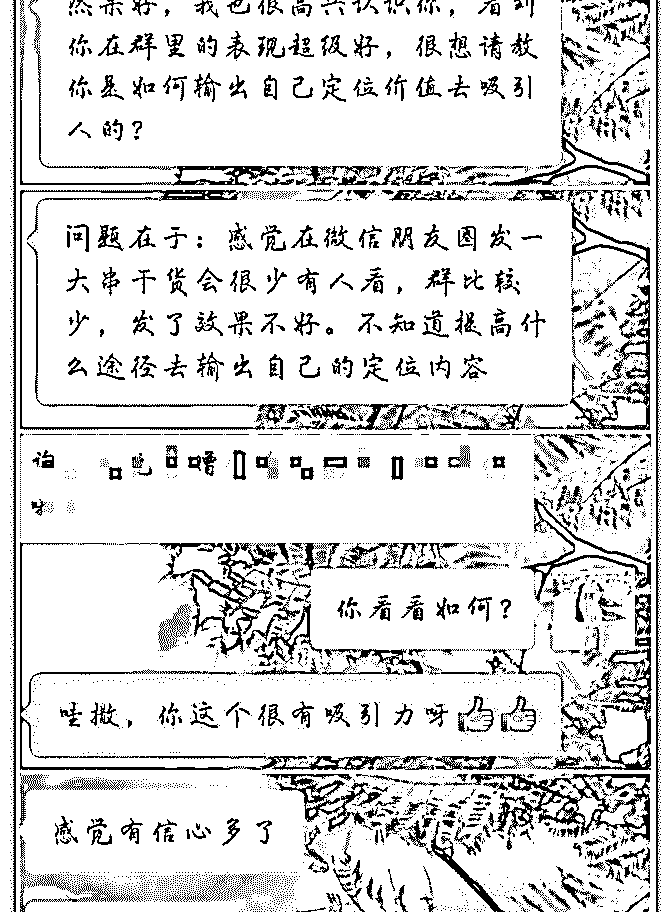 然果好，我也很高兴认识你，看到
你在群里的表现超级好，很想请教
你是如何输出自己定位价值去吸引
人的？
问题在于：感觉在微信朋友圈发一
大串干货会很少有人看，群比较
少，发了效果不好。不知道提高什
么途径去输出自己的定位内容
你看看如何？
哇撒，你这个很有吸引力呀👍👍
感觉有信心多了